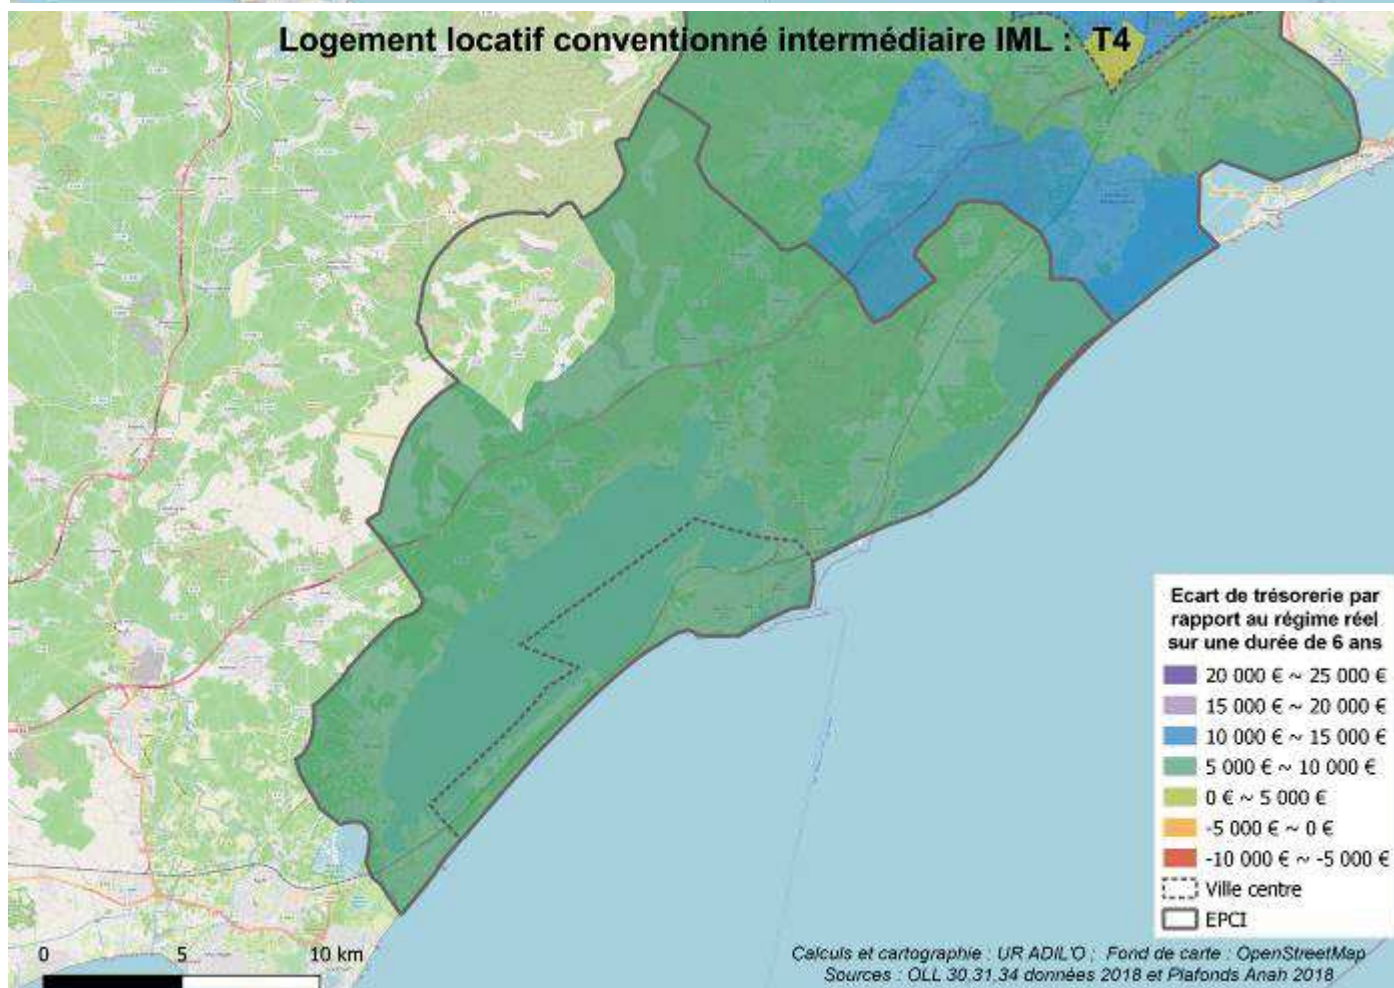 Logement locatif conventionné intermédiaire IML : T4
Ecart de trésorerie par
rapport au régime réel
sur une durée de 6 ans
20 000 € ~ 25 000 €
15 000 € ~ 20 000 €
10 000 € ~ 15 000 €
5 000 € ~ 10 000 €
0 € ~ 5 000 €
-5 000 € ~ 0 €
-10 000 € ~ -5 000 €
Ville centre
EPCI
0 5 10 km
Calculs et cartographie : UR ADIL'O ; Fond de carte : OpenStreetMap
Sources : OLL 30,31,34 données 2018 et Plafonds Anah 2018